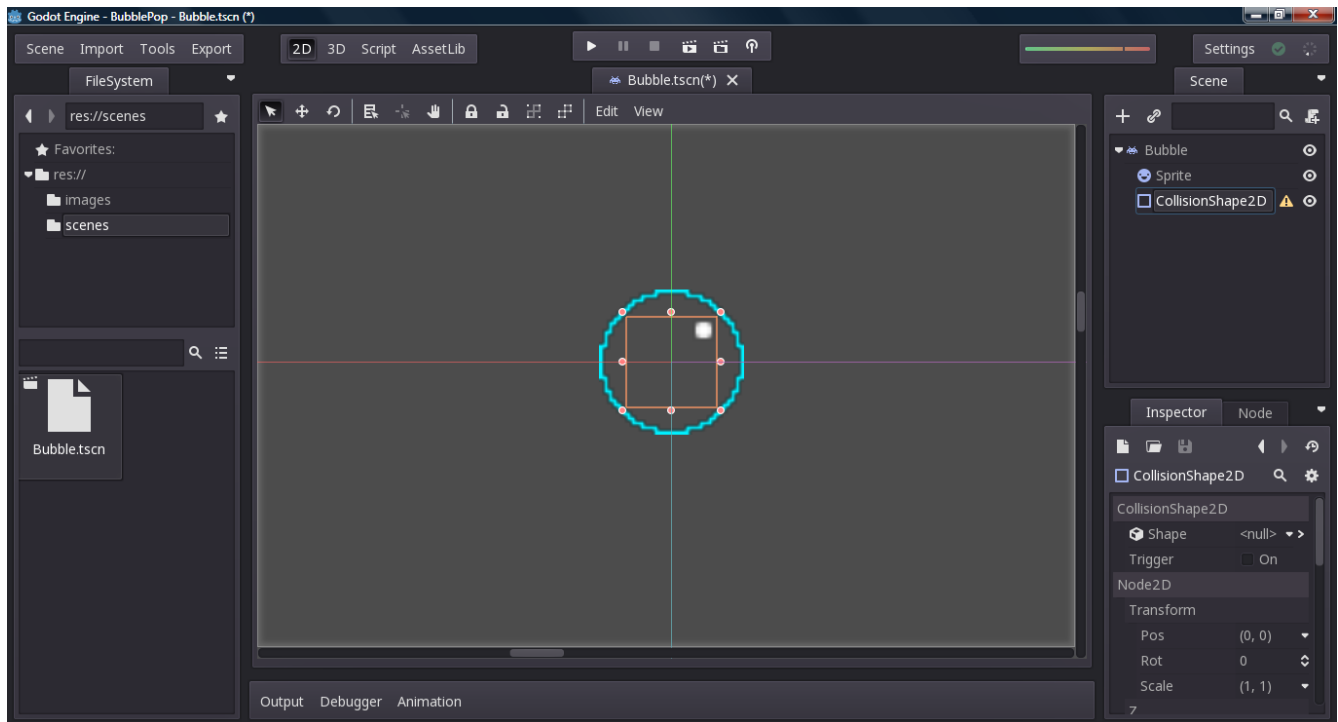 Godot Engine - BubblePop - Bubble.tscn (*)
Scene Import Tools Export 2D 3D Script AssetLib Settings
FileSystem Bubble.tscn(*) Scene
res://scenes Edit View
Favorites:
res://
images
scenes
Bubble.tscn
Bubble
Sprite
CollisionShape2D
Inspector Node
CollisionShape2D
CollisionShape2D
Shape <null>
Trigger On
Node2D
Transform
Pos (0, 0)
Rot 0
Scale (1, 1)
Z
Output Debugger Animation